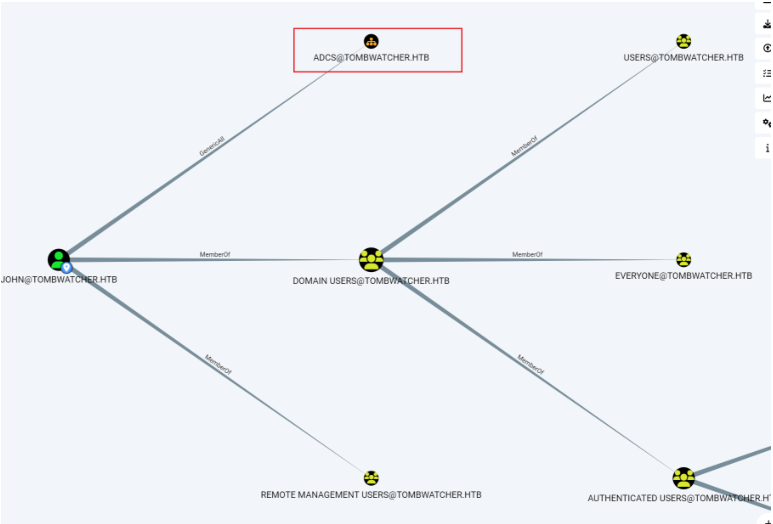 ADCS@TOMBWATCHER.HTB
USERS@TOMBWATCHER.HTB
GenericAll
MemberOf
MemberOf
MemberOf
JOHN@TOMBWATCHER.HTB
DOMAIN USERS@TOMBWATCHER.HTB
EVERYONE@TOMBWATCHER.HTB
MemberOf
MemberOf
REMOTE MANAGEMENT USERS@TOMBWATCHER.HTB
AUTHENTICATED USERS@TOMBWATCHER.HT